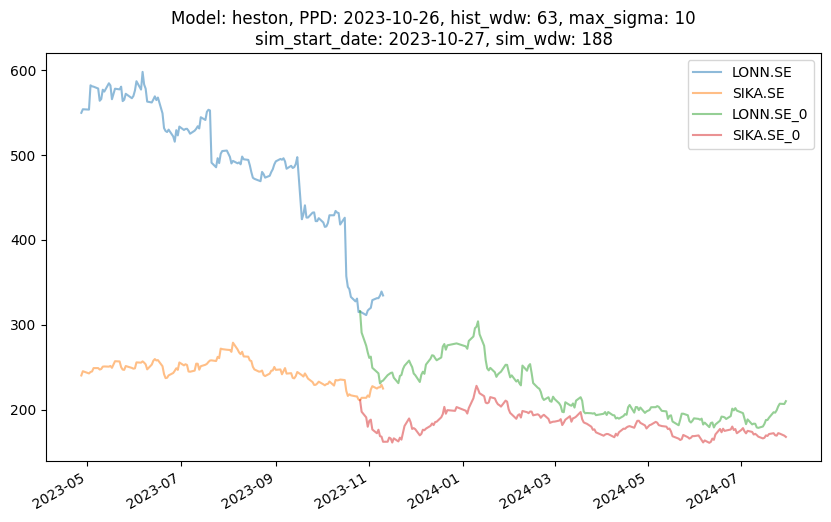 Model: heston, PPD: 2023-10-26, hist_wdw: 63, max_sigma: 10
sim_start_date: 2023-10-27, sim_wdw: 188
LONN.SE
SIKA.SE
LONN.SE_0
SIKA.SE_0
600
500
400
300
200
2023-05
2023-07
2023-09
2023-11
2024-01
2024-03
2024-05
2024-07